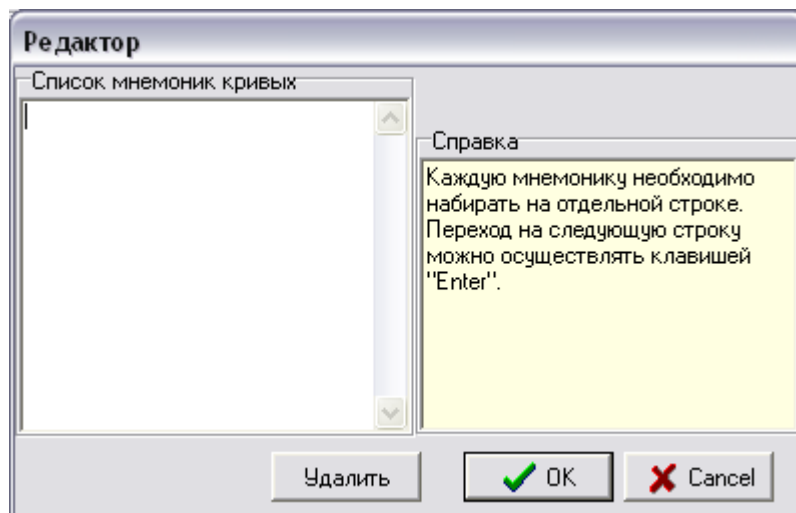 Редактор
Список мнемоник кривых
Справка
Каждую мнемонику необходимо
набирать на отдельной строке.
Переход на следующую строку
можно осуществлять клавишей
"Enter".
Удалить
OK
Cancel